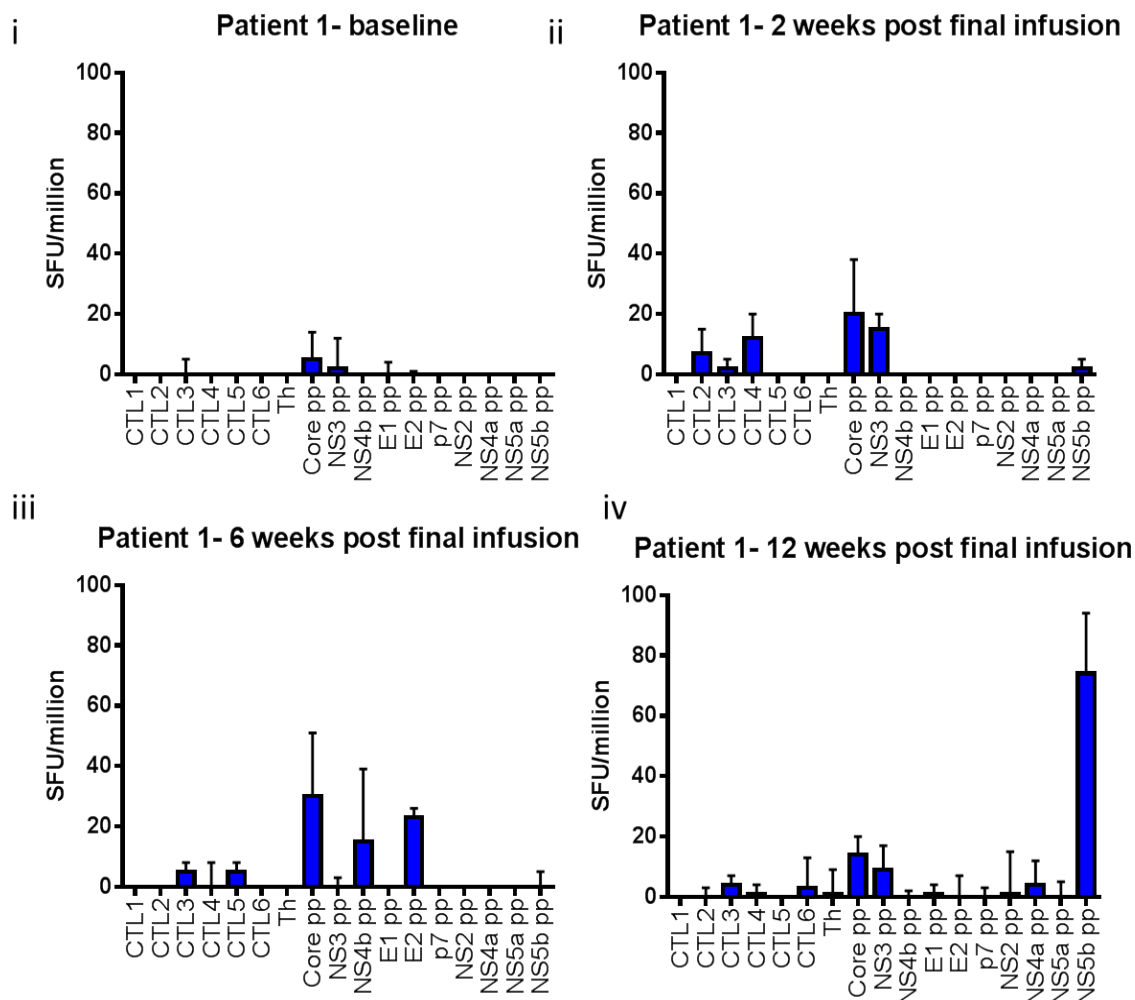 i
Patient 1- baseline
100
80
60
40
20
0
SFU/million
CTL1
CTL2
CTL3
CTL4
CTL5
CTL6
Th
Core pp
NS3 pp
NS4b pp
E1 pp
E2 pp
p7 pp
NS2 pp
NS4a pp
NS5a pp
NS5b pp
ii
Patient 1- 2 weeks post final infusion
100
80
60
40
20
0
SFU/million
CTL1
CTL2
CTL3
CTL4
CTL5
CTL6
Th
Core pp
NS3 pp
NS4b pp
E1 pp
E2 pp
p7 pp
NS2 pp
NS4a pp
NS5a pp
NS5b pp
iii
Patient 1- 6 weeks post final infusion
100
80
60
40
20
0
SFU/million
CTL1
CTL2
CTL3
CTL4
CTL5
CTL6
Th
Core pp
NS3 pp
NS4b pp
E1 pp
E2 pp
p7 pp
NS2 pp
NS4a pp
NS5a pp
NS5b pp
iv
Patient 1- 12 weeks post final infusion
100
80
60
40
20
0
SFU/million
CTL1
CTL2
CTL3
CTL4
CTL5
CTL6
Th
Core pp
NS3 pp
NS4b pp
E1 pp
E2 pp
p7 pp
NS2 pp
NS4a pp
NS5a pp
NS5b pp